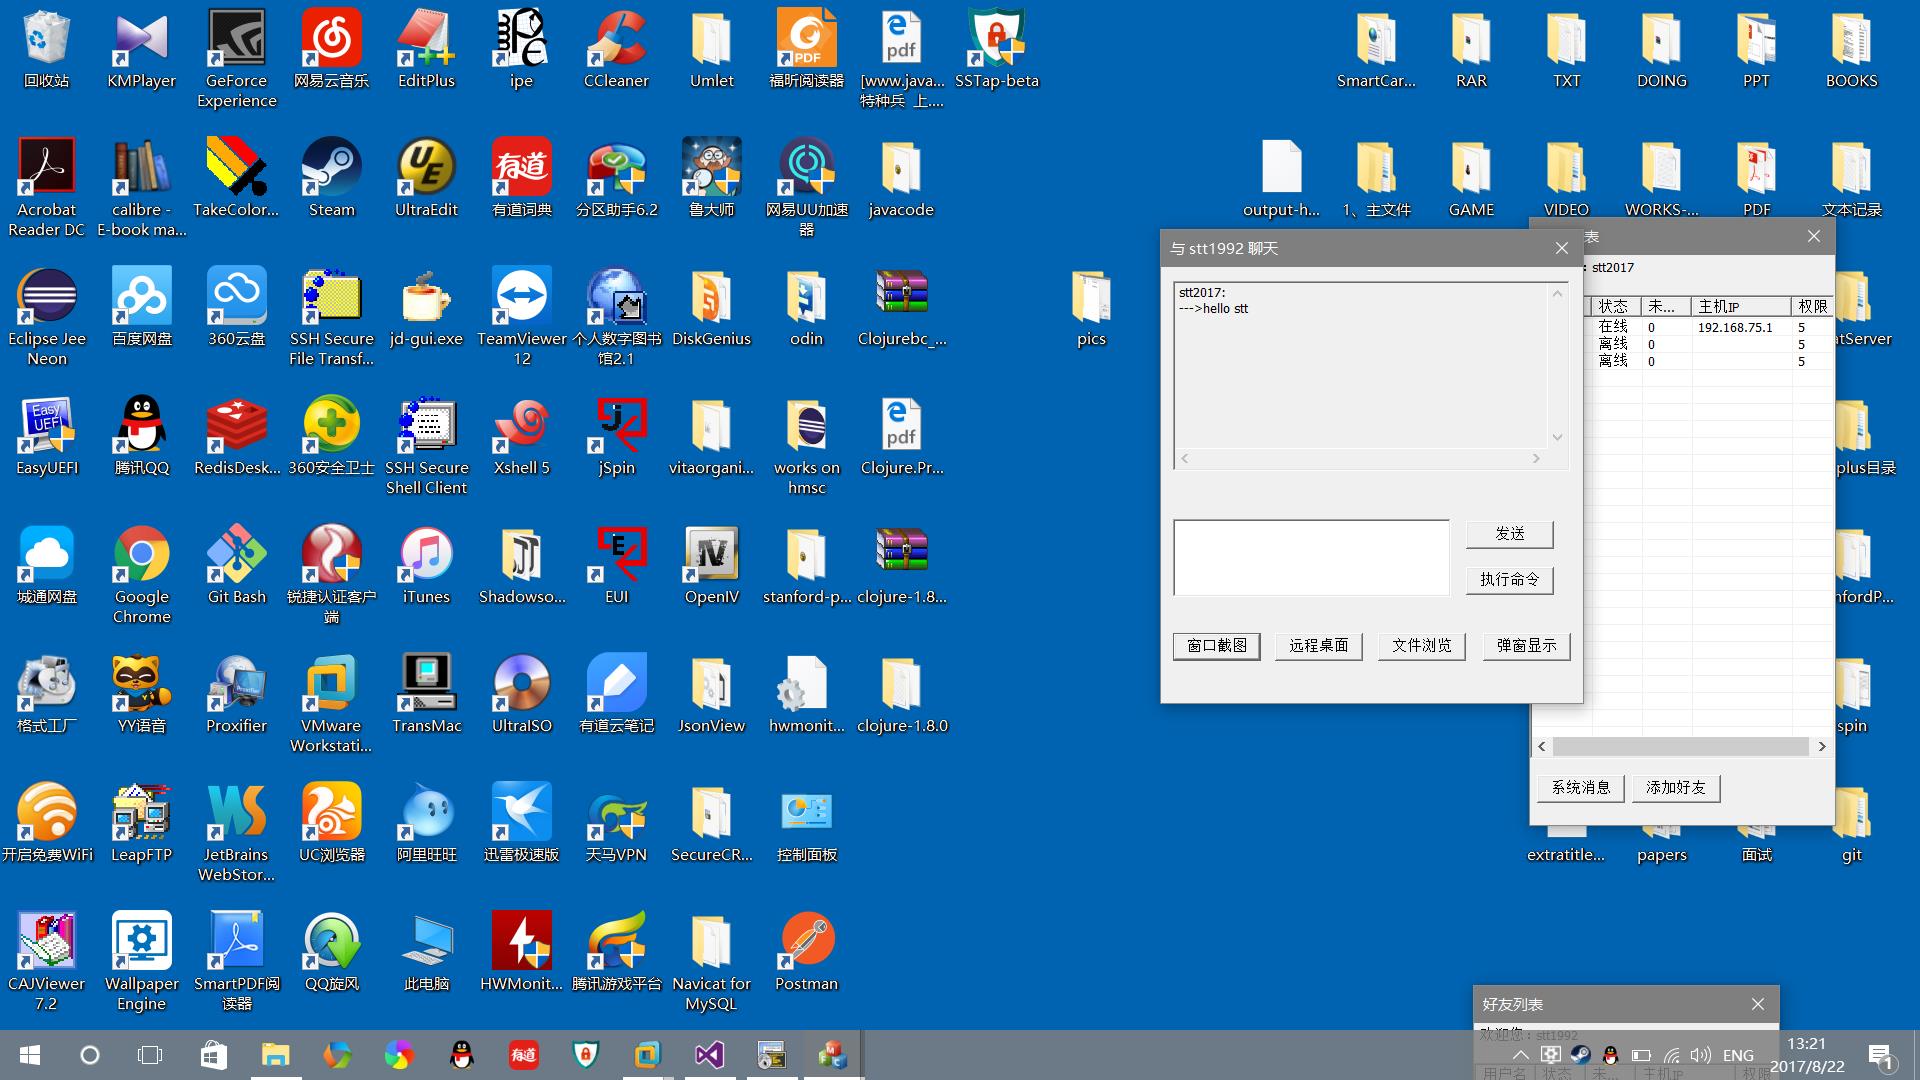 回收站
KMPlayer
GeForce
Experience
网易云音乐
EditPlus
ipe
CCleaner
Umlet
福昕阅读器
[www.java...
特种兵 上....
SSTap-beta
SmartCar...
RAR
TXT
DOING
PPT
BOOKS
Acrobat
Reader DC
calibre -
E-book ma...
TakeColor...
Steam
UltraEdit
有道词典
分区助手6.2
鲁大师
网易UU加速
器
javacode
output-h...
1、主文件
GAME
VIDEO
WORKS-...
PDF
文本记录
Eclipse Jee
Neon
百度网盘
360云盘
SSH Secure
File Transf...
jd-gui.exe
TeamViewer
12
个人数字图书
馆2.1
DiskGenius
odin
Clojurebc_...
pics
atServer
EasyUEFI
腾讯QQ
RedisDesk...
360安全卫士
SSH Secure
Shell Client
Xshell 5
jSpin
vitaorgani...
works on
hmsc
Clojure.Pr...
plus目录
城通网盘
Google
Chrome
Git Bash
锐捷认证客户
端
iTunes
Shadowso...
EUI
OpenIV
stanford-p...
clojure-1.8...
nfordP...
格式工厂
YY语音
Proxifier
VMware
Workstati...
TransMac
UltraISO
有道云笔记
JsonView
hwmonit...
clojure-1.8.0
spin
开启免费WiFi
LeapFTP
JetBrains
WebStor...
UC浏览器
阿里旺旺
迅雷极速版
天马VPN
SecureCR...
控制面板
extratitle...
papers
面试
git
CAJViewer
7.2
Wallpaper
Engine
SmartPDF阅
读器
QQ旋风
此电脑
HWMonit...
腾讯游戏平台
Navicat for
MySQL
Postman
与 stt1992 聊天
stt2017:
--->hello stt
发送
执行命令
窗口截图
远程桌面
文件浏览
弹窗显示
表
: stt2017
状态 未... 主机IP 权限
在线 0 192.168.75.1 5
离线 0 5
离线 0 5
系统消息
添加好友
好友列表
欢迎您 : stt1992
用户名 状态 未... 主机IP 权限
ENG
13:21
2017/8/22
1